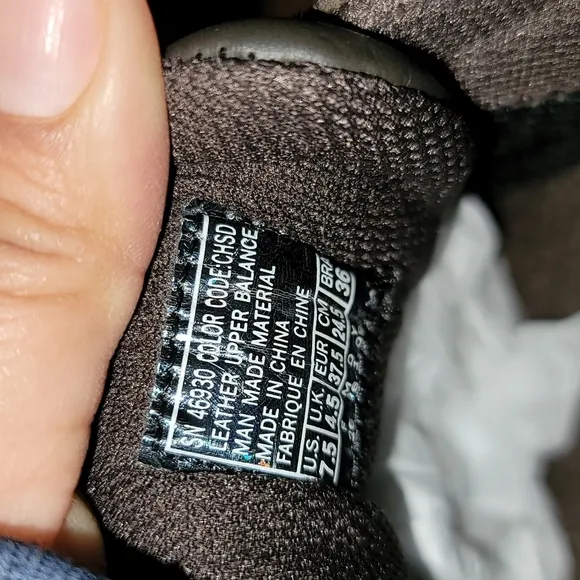 SN 46930/COLOR CODE:CHSD
LEATHER UPPER BALANCE
MAN MADE MATERIAL
MADE IN CHINA
FABRIQUE EN CHINE
U.S. U.K. EUR CM BRA
7.5 4.5 37.5 24.5 36